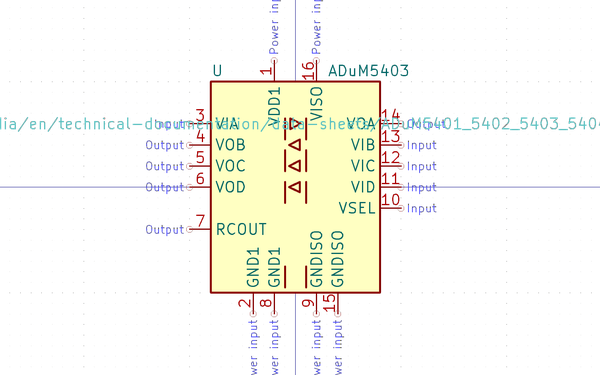 Power in
Power in
U
ADuM5403
1
16
VDD1
VISO
dia/en/technical-documentation/data-sheets/ADuM5401_5402_5403_5404
Input
3
VIA
VOA
14
Output
Output
4
VOB
VIB
13
Input
Output
5
VOC
VIC
12
Input
Output
6
VOD
VID
11
Input
VSEL
10
Input
Output
7
RCOUT
GND1
GND1
GNDISO
GNDISO
2
8
9
15
wer input
wer input
wer input
wer input